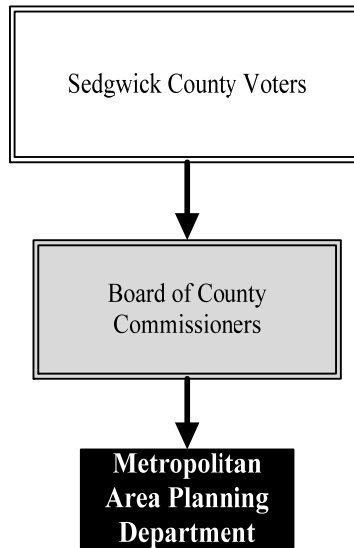 Sedgwick County Voters
Board of County
Commissioners
Metropolitan
Area Planning
Department